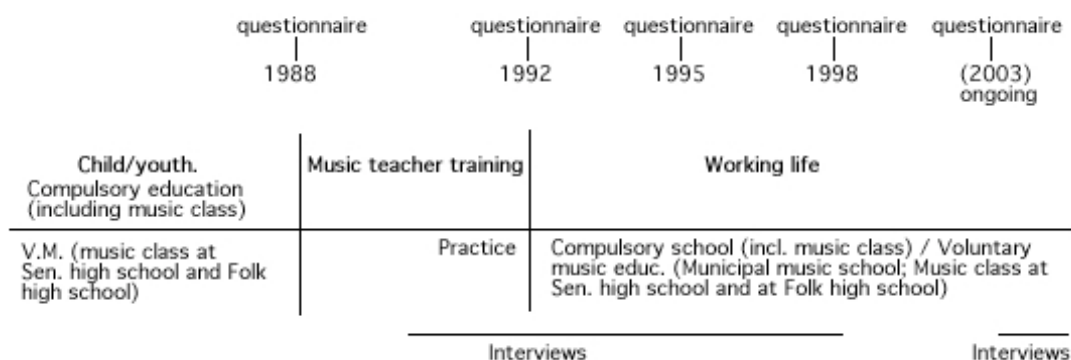 questionnaire questionnaire questionnaire questionnaire questionnaire
1988 1992 1995 1998 (2003)
ongoing
Child/youth. Music teacher training Working life
Compulsory education
(including music class)
V.M. (music class at
Sen. high school and Folk
high school)
Practice
Compulsory school (incl. music class) / Voluntary
music educ. (Municipal music school; Music class at
Sen. high school and at Folk high school)
Interviews Interviews